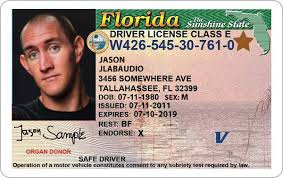 Florida The Sunshine State
DRIVER LICENSE CLASS E
W426-545-30-761-0
JASON
JLABAUDIO
3456 SOMEWHERE AVE
TALLAHASSEE, FL 32399
DOB: 07-11-1980 SEX: M
ISSUED: 07-11-2011
EXPIRES: 07-10-2019
REST: BF
ENDORSE: X
Jason Sample
ORGAN DONOR
SAFE DRIVER
Operation of a motor vehicle constitutes consent to any sobriety test required by law.